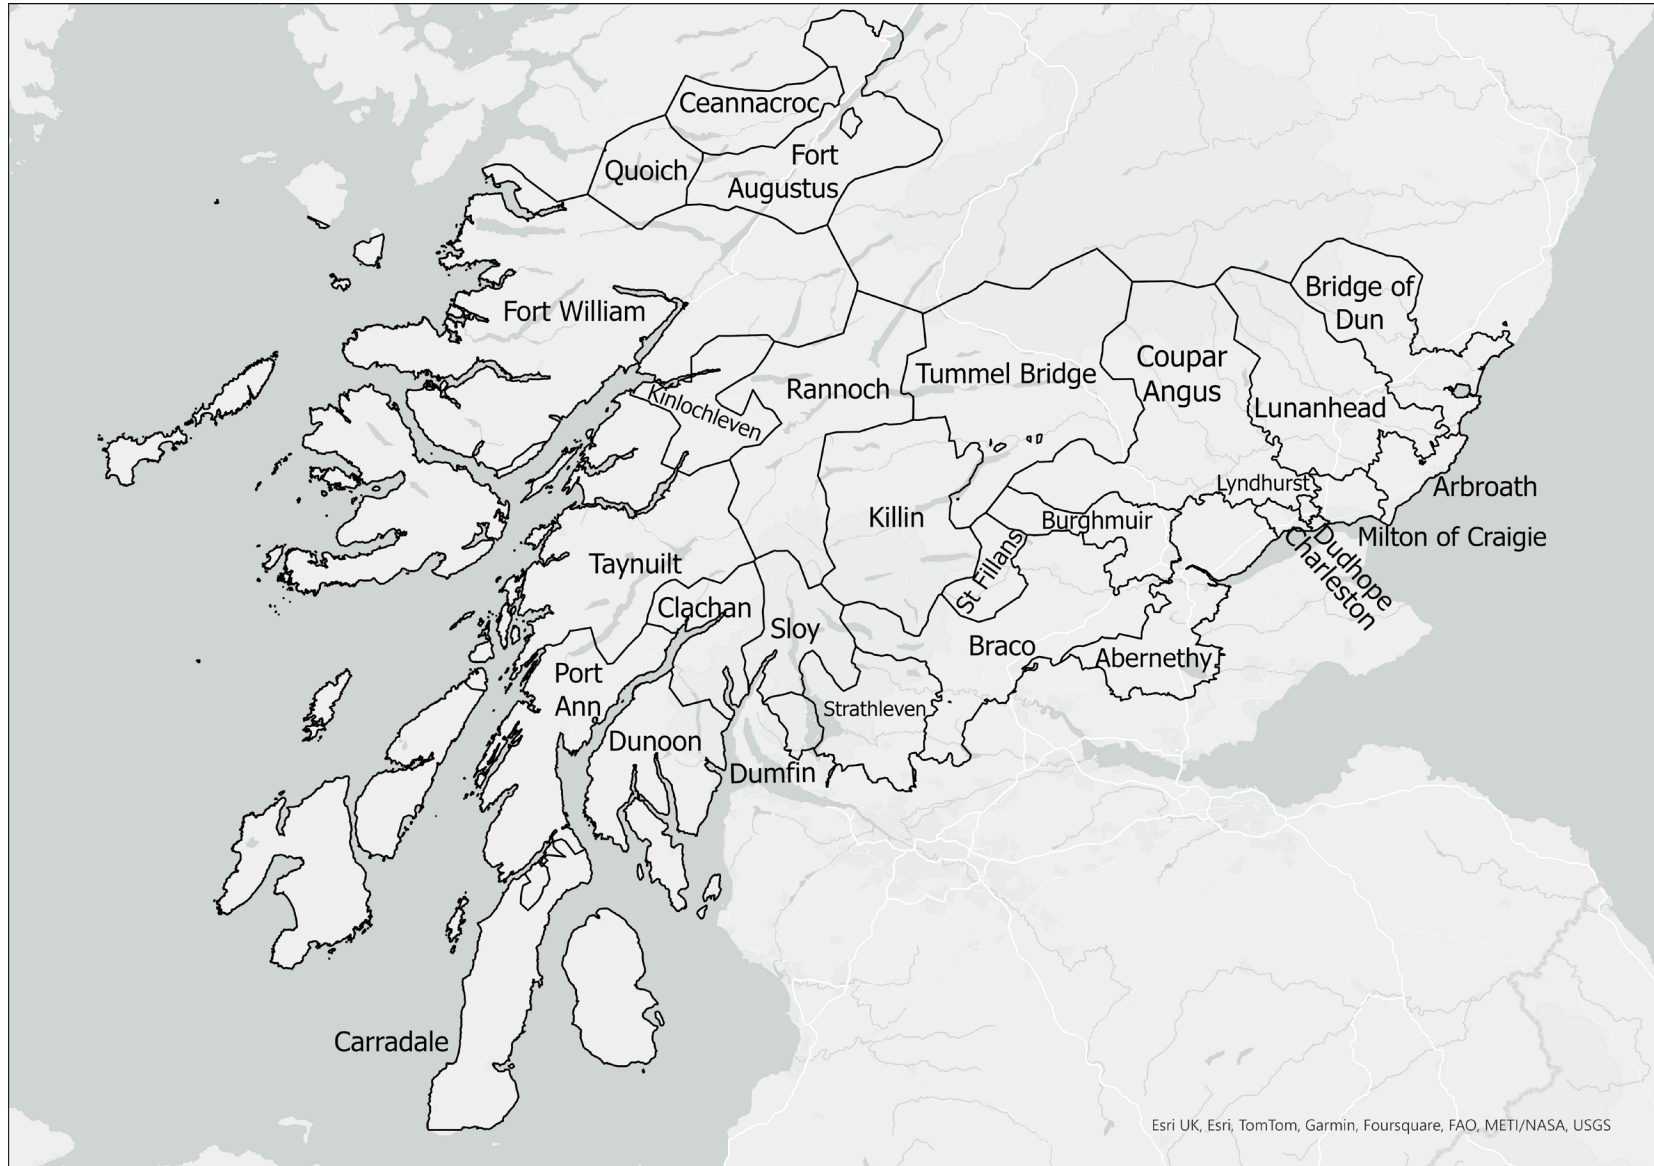 Ceannacroc
Fort
Augustus
Quoich
Bridge of
Dun
Fort William
Coupar
Angus
Tummel Bridge
Rannoch
Kinlochleven
Lunanhead
Lyndhurst
Arbroath
Killin
Burghmuir
Milton of Craigie
Dudhope
Charleston
St Fillans
Taynuilt
Clachan
Sloy
Braco
Abernethy
Port
Ann
Strathleven
Dunoon
Dumfin
Carradale
Esri UK, Esri, TomTom, Garmin, Foursquare, FAO, METI/NASA, USGS